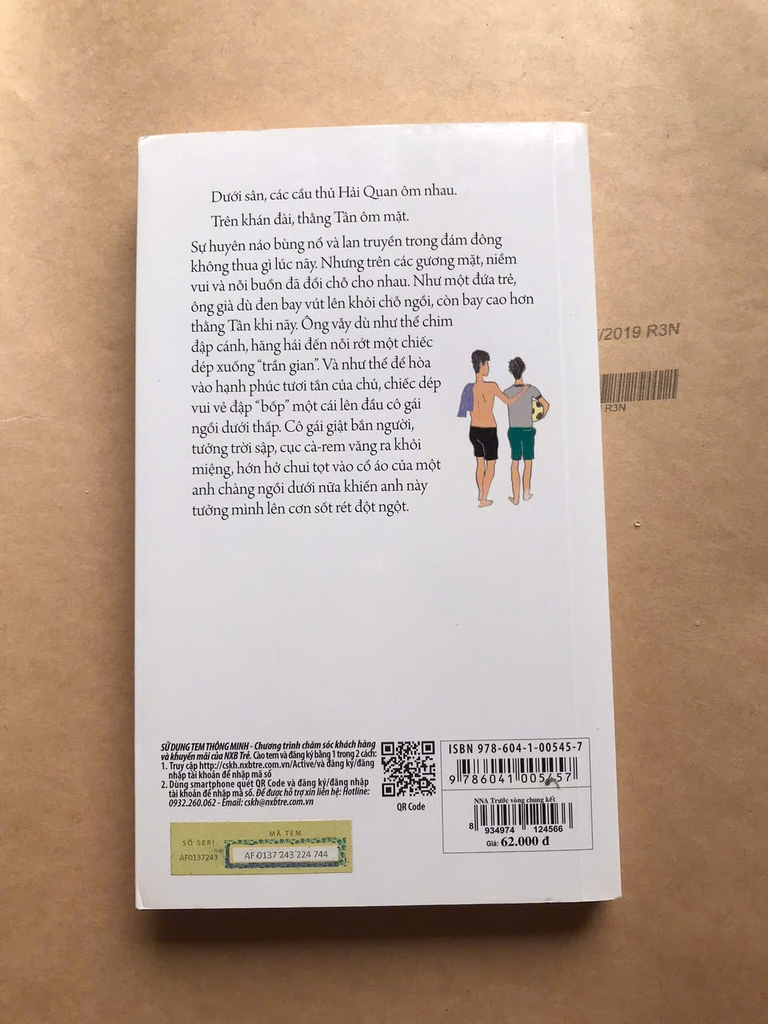 Dưới sân, các cầu thủ Hải Quan ôm nhau.
Trên khán đài, thằng Tân ôm mặt.
Sự huyên náo bùng nổ và lan truyền trong đám đông
không thua gì lúc nãy. Nhưng trên các gương mặt, niềm
vui và nỗi buồn đã đổi chỗ cho nhau. Như một đứa trẻ,
ông già dù đen bay vút lên khỏi chỗ ngồi, còn bay cao hơn
thằng Tân khi nãy. Ông vẫy dù như thể chim
đập cánh, hăng hái đến nỗi rớt một chiếc
dép xuống “trần gian”. Và như thể để hòa
vào hạnh phúc tươi tắn của chủ, chiếc dép
vui vẻ đập “bốp” một cái lên đầu cô gái
ngồi dưới thấp. Cô gái giật bắn người,
tưởng trời sập, cục cà-rem văng ra khỏi
miệng, hớn hở chui tọt vào cổ áo của một
anh chàng ngồi dưới nữa khiến anh này
tưởng mình lên cơn sốt rét đột ngột.
/2019 R3N
R3N
SỬ DỤNG TEM THÔNG MINH - Chương trình chăm sóc khách hàng
và khuyến mãi của NXB Trẻ. Cào tem và đăng ký bằng 1 trong 2 cách:
1. Truy cập http://cskh.nxbtre.com.vn/Active/và đăng ký/đăng
nhập tài khoản để nhập mã số
2. Dùng smartphone quét QR Code và đăng ký/đăng nhập
tài khoản để nhập mã số. Để được hỗ trợ xin liên hệ: Hotline:
0932.260.062 - Email: cskh@nxbtre.com.vn
QR Code
ISBN 978-604-1-00545-7
9 786041 005457
NNA Trước vòng chung kết
8 934974 124566
Giá: 62.000 đ
MÃ TEM
SỐ SERI
AF0137243
AF 0137 243 224 744